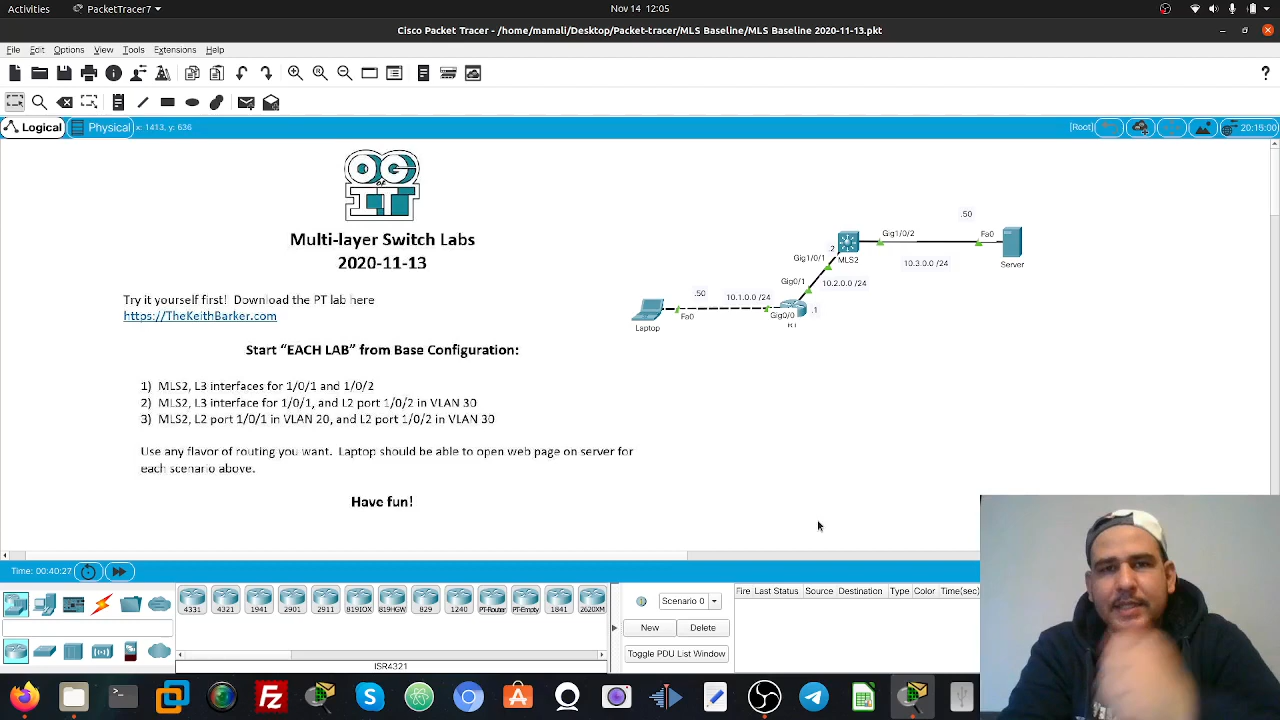 Activities
PacketTracer7
Nov 14 12:05
Cisco Packet Tracer - /home/mamali/Desktop/Packet-tracer/MLS Baseline/MLS Baseline 2020-11-13.pkt
File Edit Options View Tools Extensions Help
?
Logical
Physical
x: 1413, y: 636
[Root]
20:15:00
OG
of
IT
Multi-layer Switch Labs
2020-11-13
Try it yourself first! Download the PT lab here
https://TheKeithBarker.com
Start “EACH LAB” from Base Configuration:
1) MLS2, L3 interfaces for 1/0/1 and 1/0/2
2) MLS2, L3 interface for 1/0/1, and L2 port 1/0/2 in VLAN 30
3) MLS2, L2 port 1/0/1 in VLAN 20, and L2 port 1/0/2 in VLAN 30
Use any flavor of routing you want. Laptop should be able to open web page on server for
each scenario above.
Have fun!
.50
Gig1/0/2
Fa0
.2
MLS2
10.3.0.0 /24
Server
Gig1/0/1
Gig0/1
10.2.0.0 /24
.50
10.1.0.0 /24
Fa0
Gig0/0
.1
Laptop
R1
Time: 00:40:27
4331 4321 1941 2901 2911 819IOX 819HGW 829 1240 PT-Router PT-Empty 1841 2620XM
ISR4321
Scenario 0
New
Delete
Toggle PDU List Window
Fire Last Status Source Destination Type Color Time(sec)